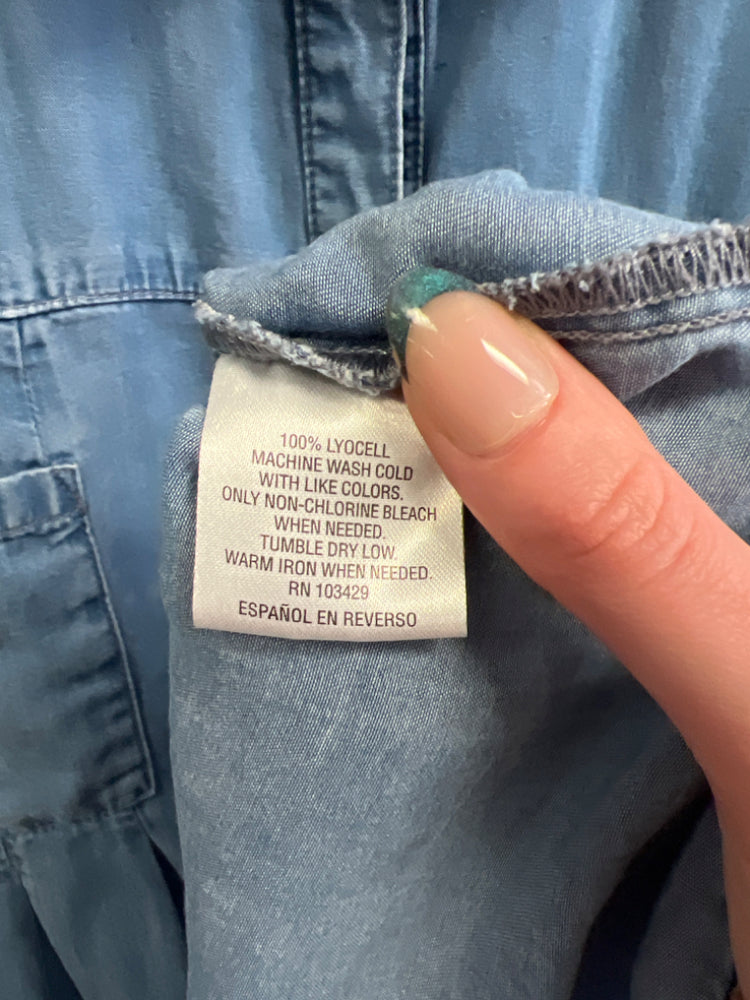 100% LYOCELL
MACHINE WASH COLD
WITH LIKE COLORS.
ONLY NON-CHLORINE BLEACH
WHEN NEEDED.
TUMBLE DRY LOW.
WARM IRON WHEN NEEDED.
RN 103429
ESPAÑOL EN REVERSO